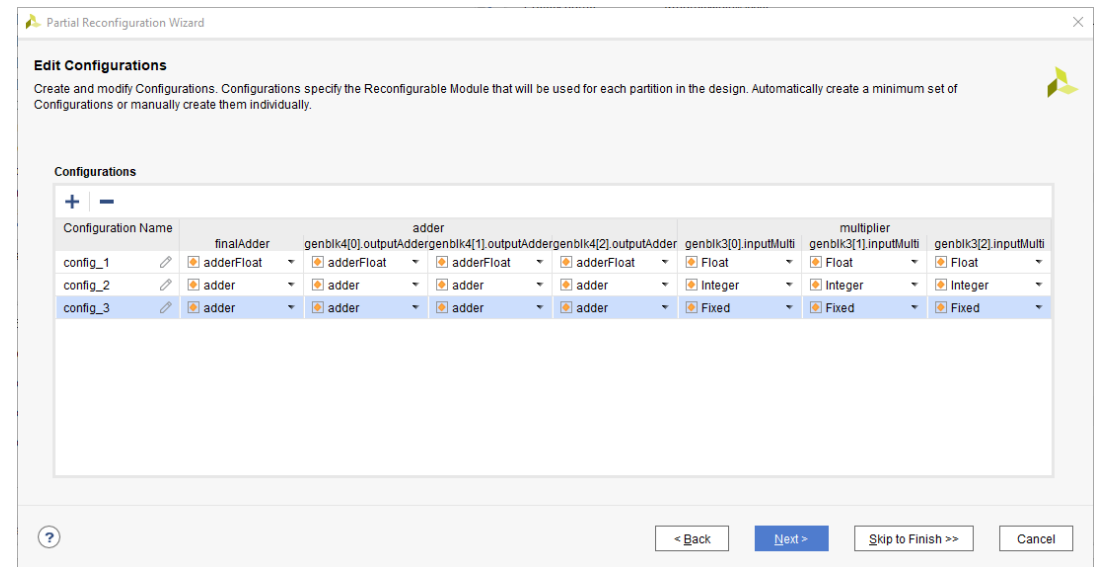 Partial Reconfiguration Wizard
Edit Configurations
Create and modify Configurations. Configurations specify the Reconfigurable Module that will be used for each partition in the design. Automatically create a minimum set of
Configurations or manually create them individually.
Configurations
Configuration Name adder multiplier
finalAdder genblk4[0].outputAdder genblk4[1].outputAdder genblk4[2].outputAdder genblk3[0].inputMulti genblk3[1].inputMulti genblk3[2].inputMulti
config_1 adderFloat adderFloat adderFloat adderFloat Float Float Float
config_2 adder adder adder adder Integer Integer Integer
config_3 adder adder adder adder Fixed Fixed Fixed
? < Back Next > Skip to Finish >> Cancel